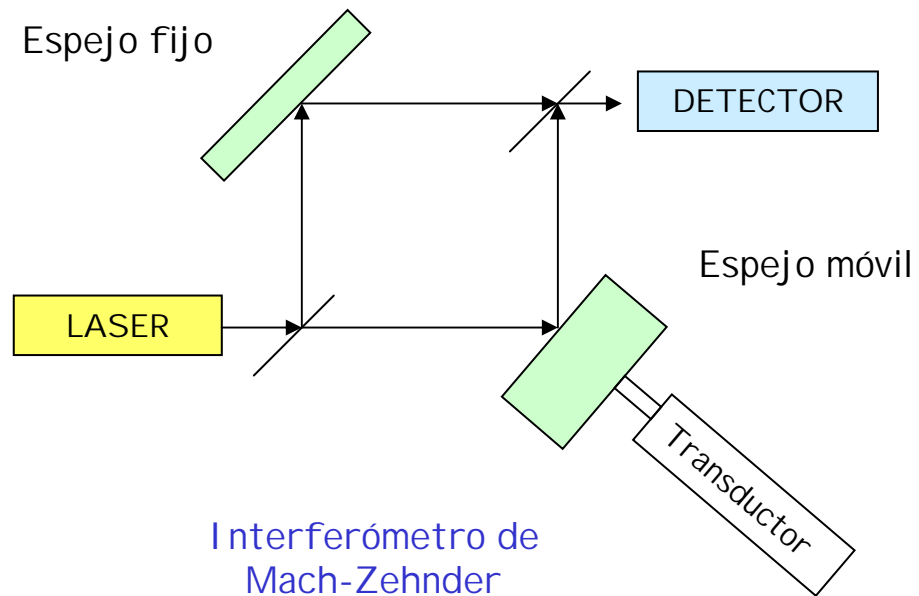 Espejo fijo
DETECTOR
Espejo móvil
LASER
Transductor
Interferómetro de
Mach-Zehnder